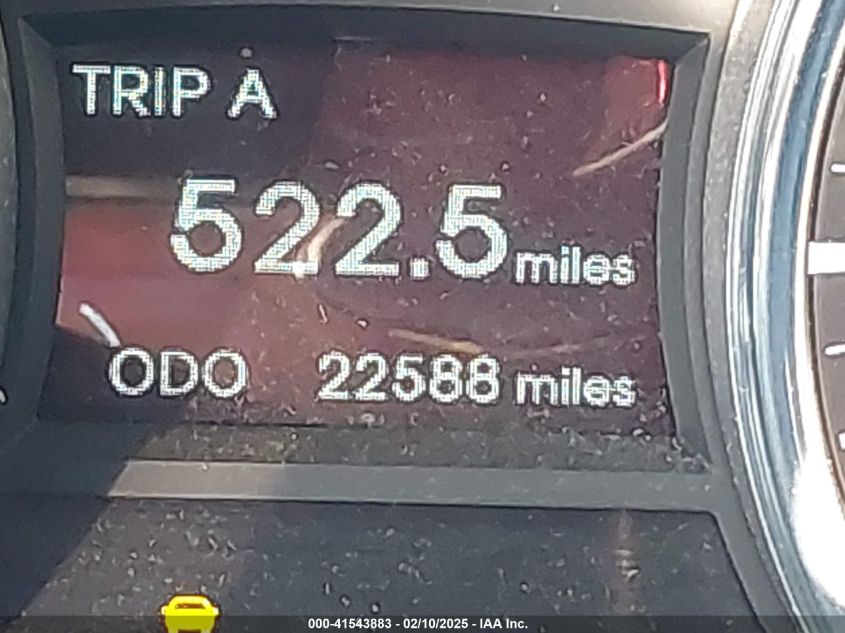 TRIP A
522.5 miles
ODO 22588 miles
000-41543883 – 02/10/2025 - IAA Inc.